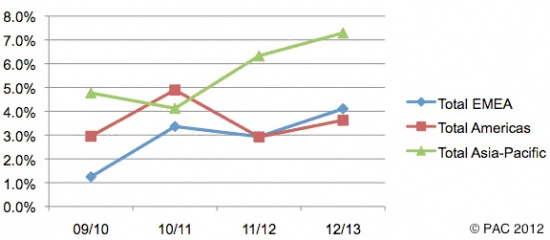 8.0%
7.0%
6.0%
5.0%
4.0%
3.0%
2.0%
1.0%
0.0%
09/10 10/11 11/12 12/13
Total EMEA
Total Americas
Total Asia-Pacific
© PAC 2012